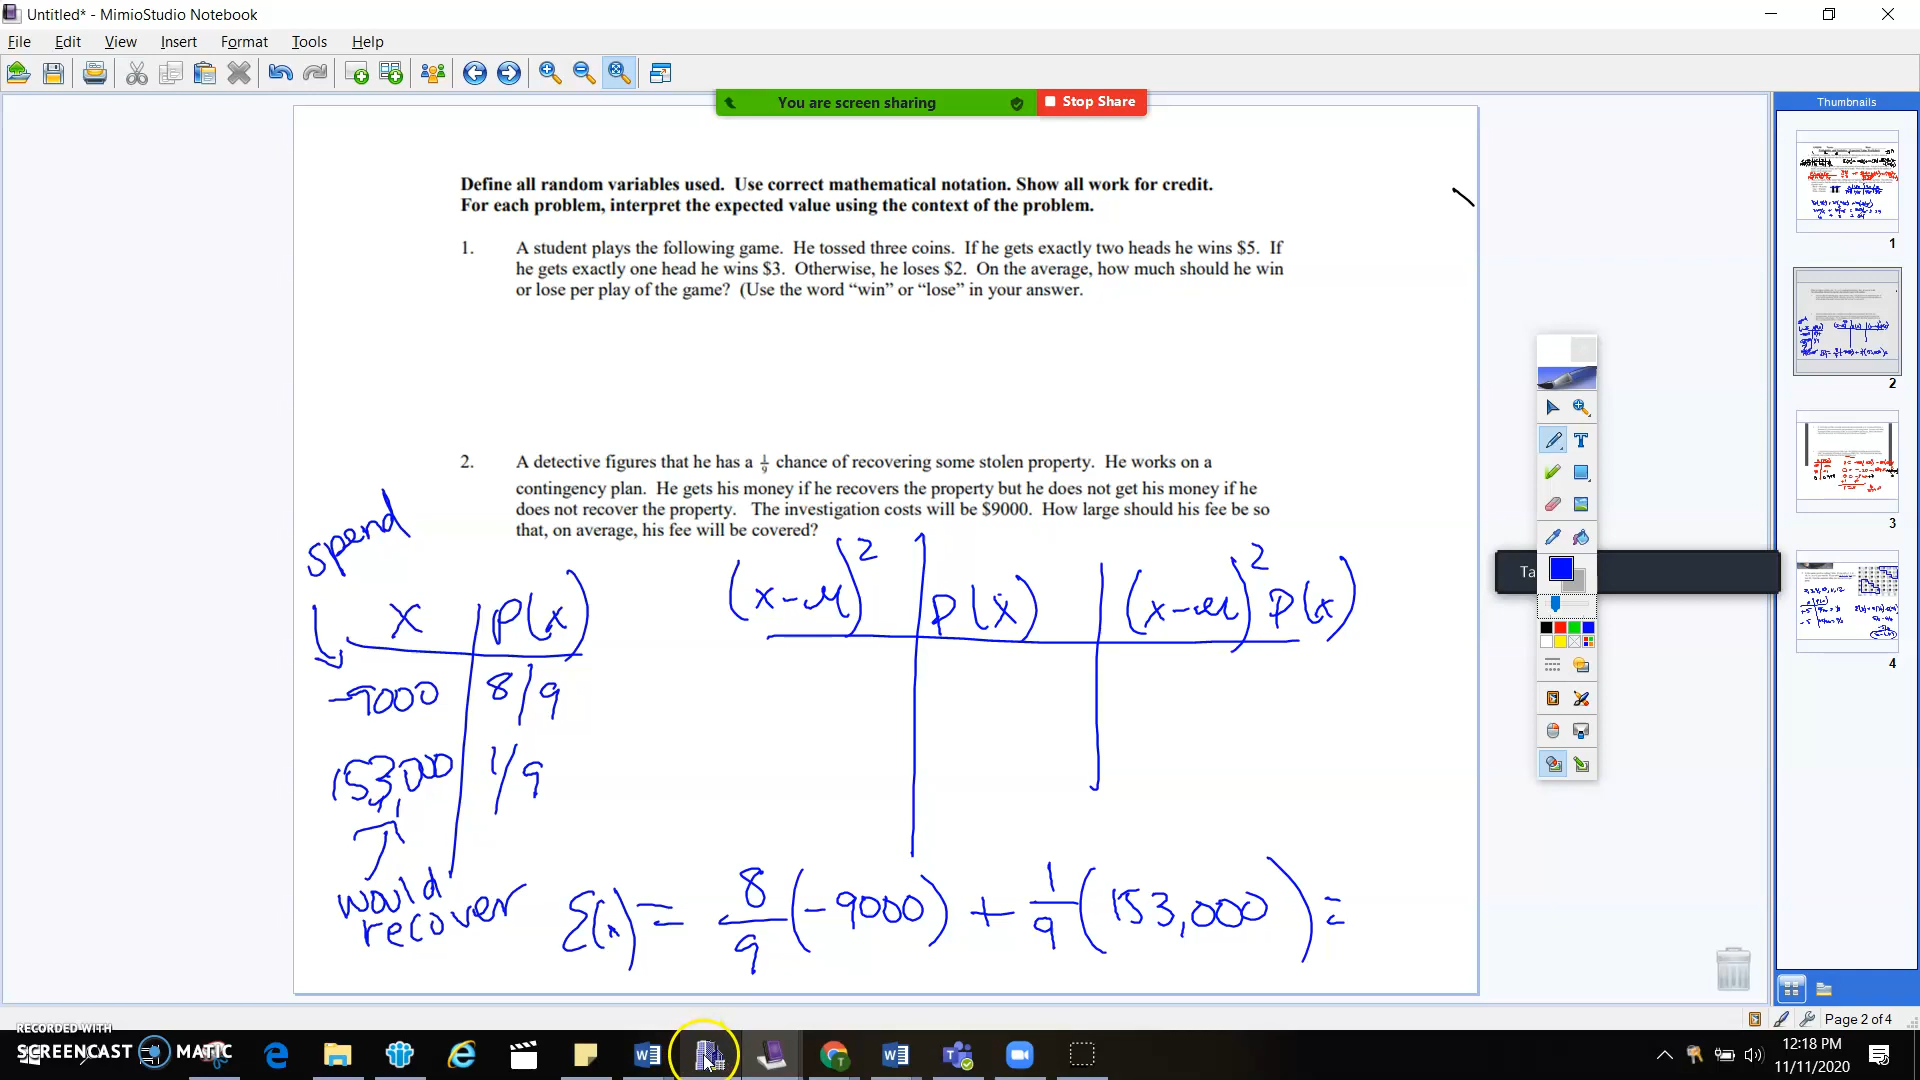 Untitled* - MimioStudio Notebook
File Edit View Insert Format Tools Help
You are screen sharing
Stop Share
Thumbnails
Define all random variables used. Use correct mathematical notation. Show all work for credit.
For each problem, interpret the expected value using the context of the problem.
1. A student plays the following game. He tossed three coins. If he gets exactly two heads he wins $5. If
he gets exactly one head he wins $3. Otherwise, he loses $2. On the average, how much should he win
or lose per play of the game? (Use the word “win” or “lose” in your answer.
2. A detective figures that he has a 1/9 chance of recovering some stolen property. He works on a
contingency plan. He gets his money if he recovers the property but he does not get his money if he
does not recover the property. The investigation costs will be $9000. How large should his fee be so
that, on average, his fee will be covered?
spend
x P(x)
-9000 8/9
153,000 1/9
would
recover
(x-μ)² P(x) (x-μ)² P(x)
E(x) = 8/9 (-9000) + 1/9 (153,000) =
1
2
3
4
Ta
Page 2 of 4
RECORDED WITH
SCREENCAST MATIC
12:18 PM
11/11/2020